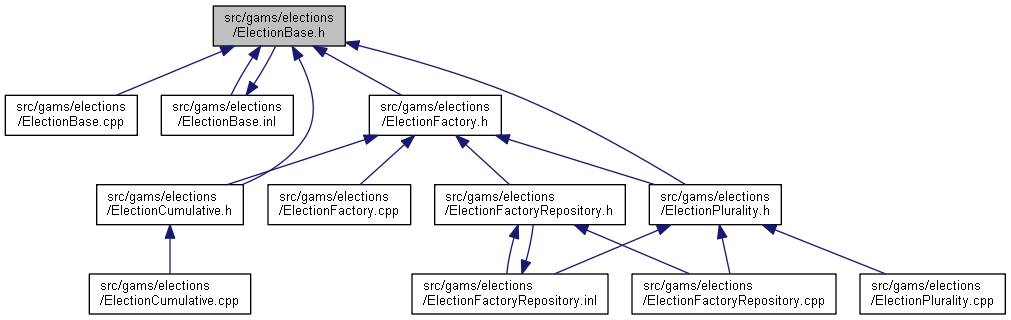 src/gams/elections
/ElectionBase.h
src/gams/elections
/ElectionBase.cpp
src/gams/elections
/ElectionBase.inl
src/gams/elections
/ElectionFactory.h
src/gams/elections
/ElectionCumulative.h
src/gams/elections
/ElectionFactory.cpp
src/gams/elections
/ElectionFactoryRepository.h
src/gams/elections
/ElectionPlurality.h
src/gams/elections
/ElectionCumulative.cpp
src/gams/elections
/ElectionFactoryRepository.inl
src/gams/elections
/ElectionFactoryRepository.cpp
src/gams/elections
/ElectionPlurality.cpp